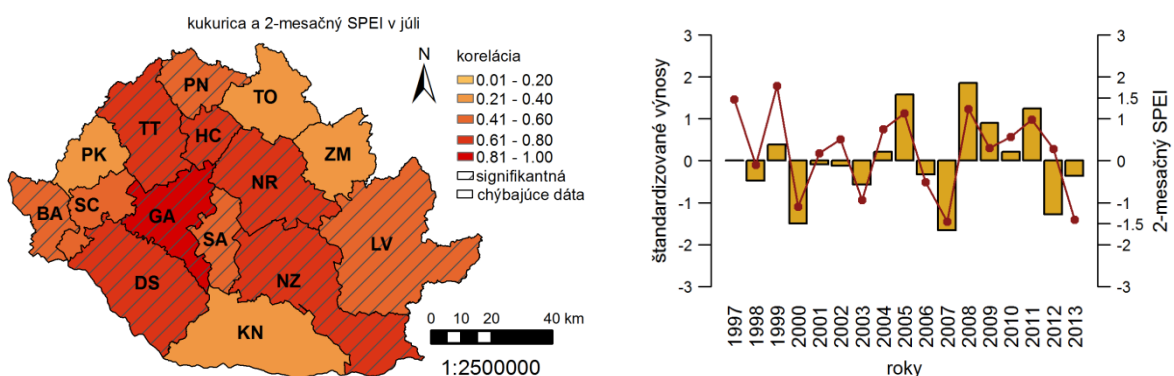 kukurica a 2-mesačný SPEI v júli
N
korelácia
0.01 - 0.20
0.21 - 0.40
0.41 - 0.60
0.61 - 0.80
0.81 - 1.00
signifikantná
chýbajúce dáta
PN
TO
TT
HC
PK
ZM
NR
BA
SC
GA
SA
LV
DS
NZ
KN
0 10 20 40 km
1:2500000
štandardizované výnosy
3
2
1
0
-1
-2
-3
3
2
1.5
1
0
-1
-1.5
-2
-3
2-mesačný SPEI
1997
1998
1999
2000
2001
2002
2003
2004
2005
2006
2007
2008
2009
2010
2011
2012
2013
roky